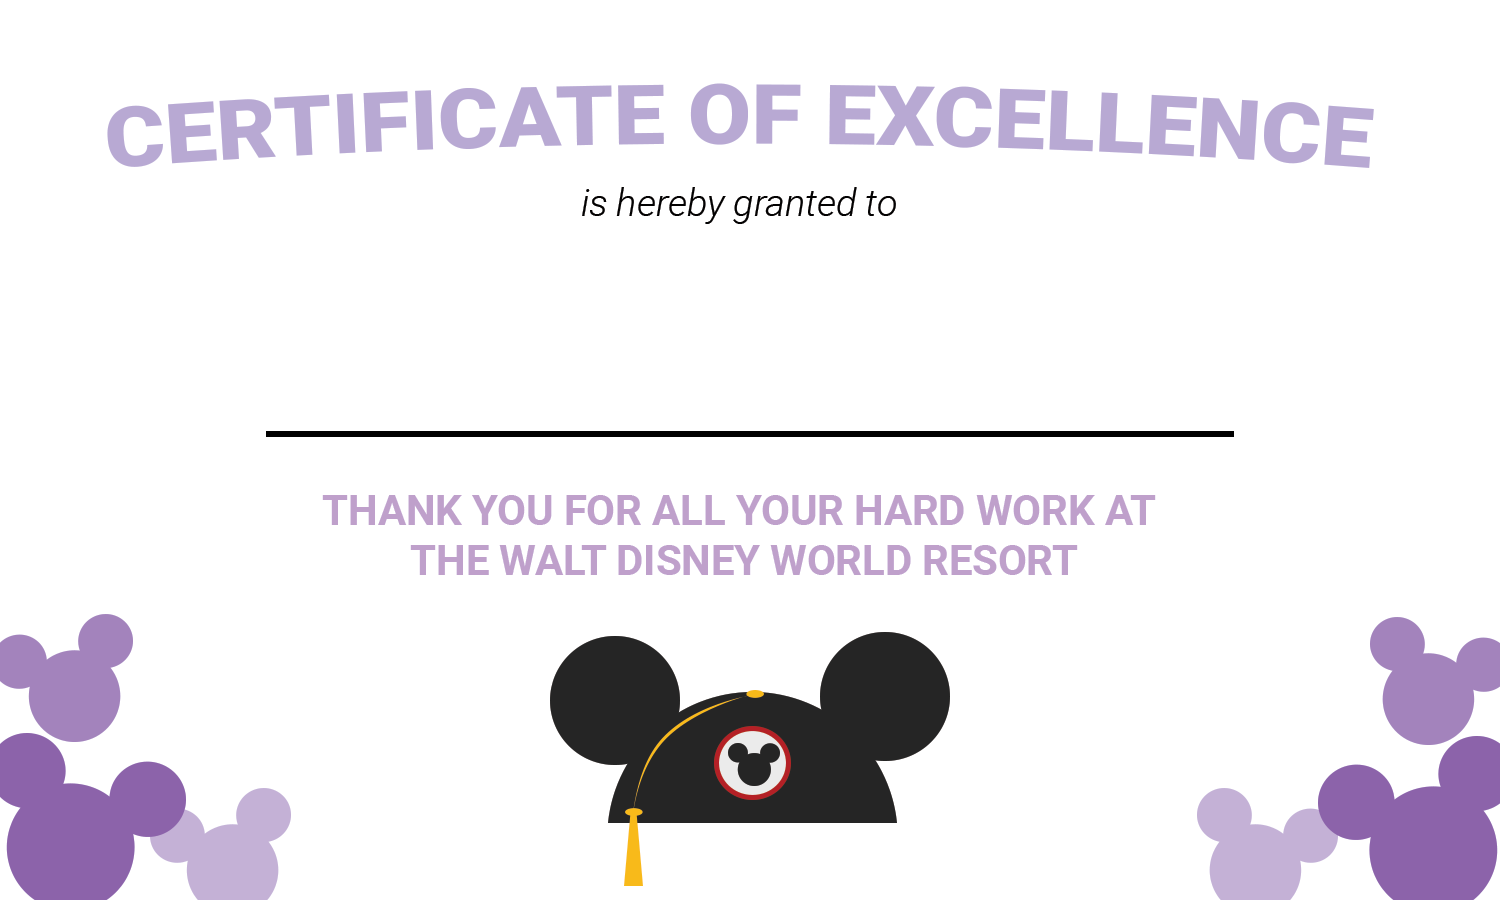 CERTIFICATE OF EXCELLENCE
is hereby granted to
THANK YOU FOR ALL YOUR HARD WORK AT
THE WALT DISNEY WORLD RESORT